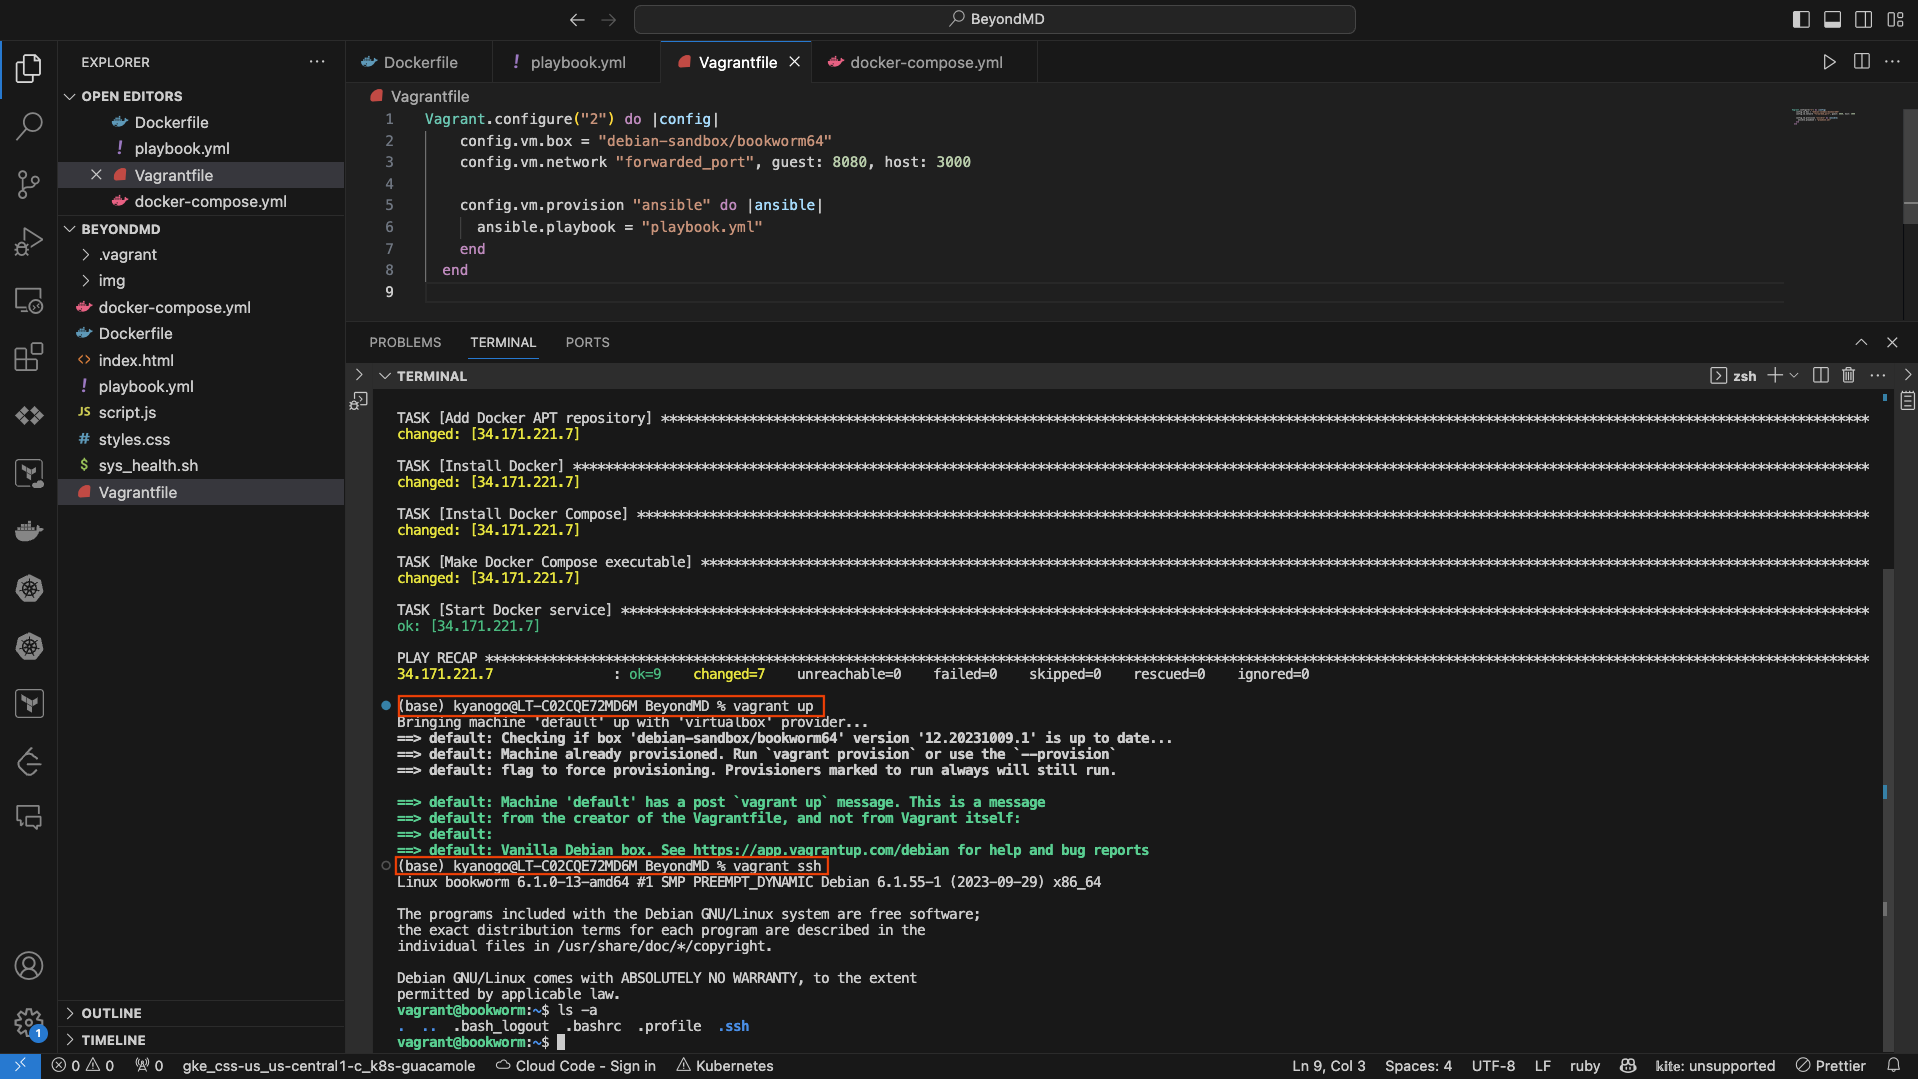 BeyondMD
EXPLORER
OPEN EDITORS
Dockerfile
! playbook.yml
Vagrantfile
docker-compose.yml
BEYONDMD
.vagrant
img
docker-compose.yml
Dockerfile
<> index.html
! playbook.yml
JS script.js
# styles.css
$ sys_health.sh
Vagrantfile
OUTLINE
TIMELINE
1
Dockerfile
! playbook.yml
Vagrantfile
docker-compose.yml
Vagrantfile
1 Vagrant.configure("2") do |config|
2 config.vm.box = "debian-sandbox/bookworm64"
3 config.vm.network "forwarded_port", guest: 8080, host: 3000
4
5 config.vm.provision "ansible" do |ansible|
6 ansible.playbook = "playbook.yml"
7 end
8 end
9
PROBLEMS TERMINAL PORTS
TERMINAL
zsh
TASK [Add Docker APT repository] ****************************************************************
changed: [34.171.221.7]
TASK [Install Docker] ****************************************************************
changed: [34.171.221.7]
TASK [Install Docker Compose] ****************************************************************
changed: [34.171.221.7]
TASK [Make Docker Compose executable] ****************************************************************
changed: [34.171.221.7]
TASK [Start Docker service] ****************************************************************
ok: [34.171.221.7]
PLAY RECAP ****************************************************************
34.171.221.7 : ok=9 changed=7 unreachable=0 failed=0 skipped=0 rescued=0 ignored=0
(base) kyanogo@LT-C02CQE72MD6M BeyondMD % vagrant up
Bringing machine 'default' up with 'virtualbox' provider...
==> default: Checking if box 'debian-sandbox/bookworm64' version '12.20231009.1' is up to date...
==> default: Machine already provisioned. Run `vagrant provision` or use the `--provision`
==> default: flag to force provisioning. Provisioners marked to run always will still run.
==> default: Machine 'default' has a post `vagrant up` message. This is a message
==> default: from the creator of the Vagrantfile, and not from Vagrant itself:
==> default:
==> default: Vanilla Debian box. See https://app.vagrantup.com/debian for help and bug reports
(base) kyanogo@LT-C02CQE72MD6M BeyondMD % vagrant ssh
Linux bookworm 6.1.0-13-amd64 #1 SMP PREEMPT_DYNAMIC Debian 6.1.55-1 (2023-09-29) x86_64
The programs included with the Debian GNU/Linux system are free software;
the exact distribution terms for each program are described in the
individual files in /usr/share/doc/*/copyright.
Debian GNU/Linux comes with ABSOLUTELY NO WARRANTY, to the extent
permitted by applicable law.
vagrant@bookworm:~$ ls -a
. .. .bash_logout .bashrc .profile .ssh
vagrant@bookworm:~$
0 0 0 gke_css-us_us-central1-c_k8s-guacamole Cloud Code - Sign in Kubernetes Ln 9, Col 3 Spaces: 4 UTF-8 LF ruby kite: unsupported Prettier